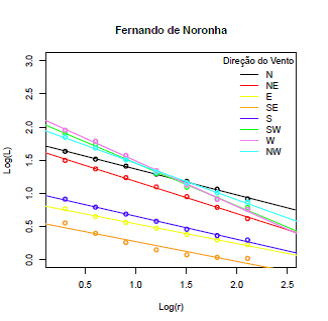 Fernando de Noronha
Direção do Vento
N
NE
E
SE
S
SW
W
NW
Log(L)
3.0
2.5
2.0
1.5
1.0
0.5
0.0
0.5
1.0
1.5
2.0
2.5
Log(r)